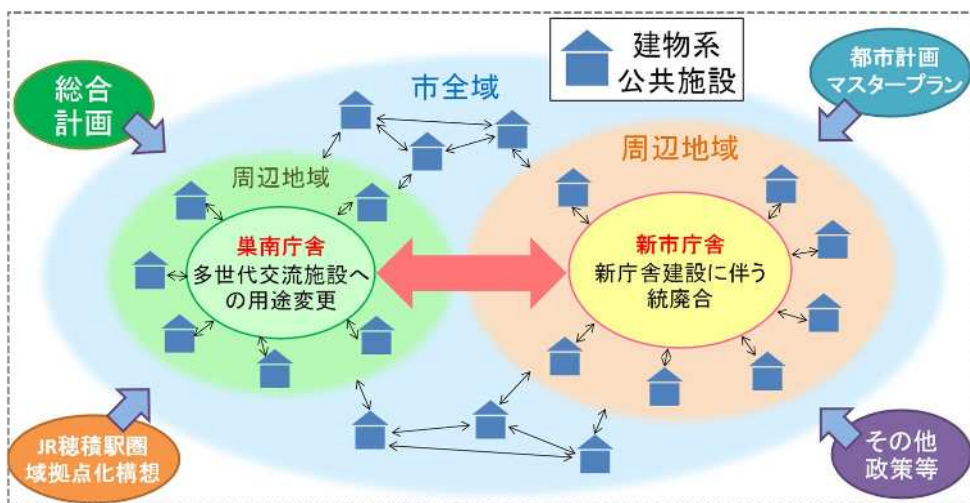 建物系
公共施設
総合
計画
市全域
都市計画
マスタープラン
周辺地域
周辺地域
巣南庁舎
多世代交流施設へ
の用途変更
新市庁舎
新庁舎建設に伴う
統廃合
JR穂積駅圏
域拠点化構想
その他
政策等